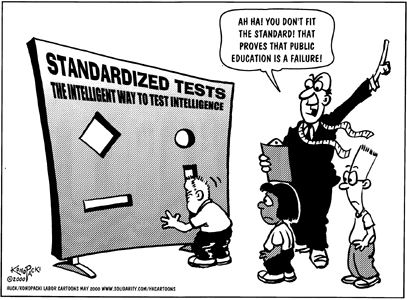 AH HA! YOU DON'T FIT
THE STANDARD! THAT
PROVES THAT PUBLIC
EDUCATION IS A FAILURE!
STANDARDIZED TESTS
THE INTELLIGENT WAY TO TEST INTELLIGENCE
KONOPACKI
©2000
HUCK/KONOPACKI LABOR CARTOONS MAY 2000 WWW.SOLIDARITY.COM/HKCARTOONS